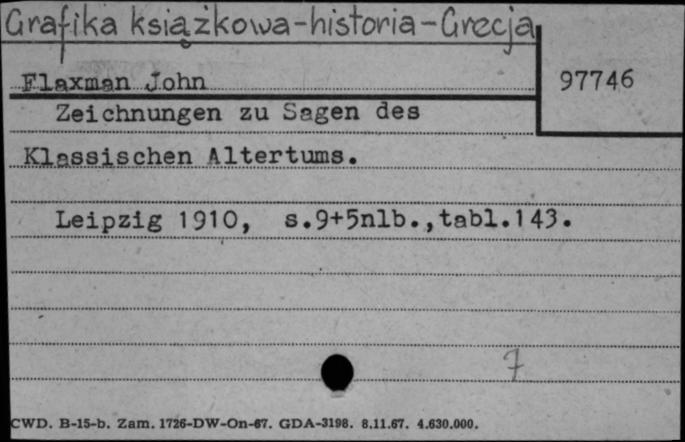 Grafika książkowa-historia-Grecja
Flaxman John
97746
Zeichnungen zu Sagen des
Klassischen Altertums.
Leipzig 1910, s.9+5nlb.,tabl.143.
7
CWD. B-15-b. Zam. 1726-DW-On-67. GDA-3198. 8.11.67. 4.630.000.